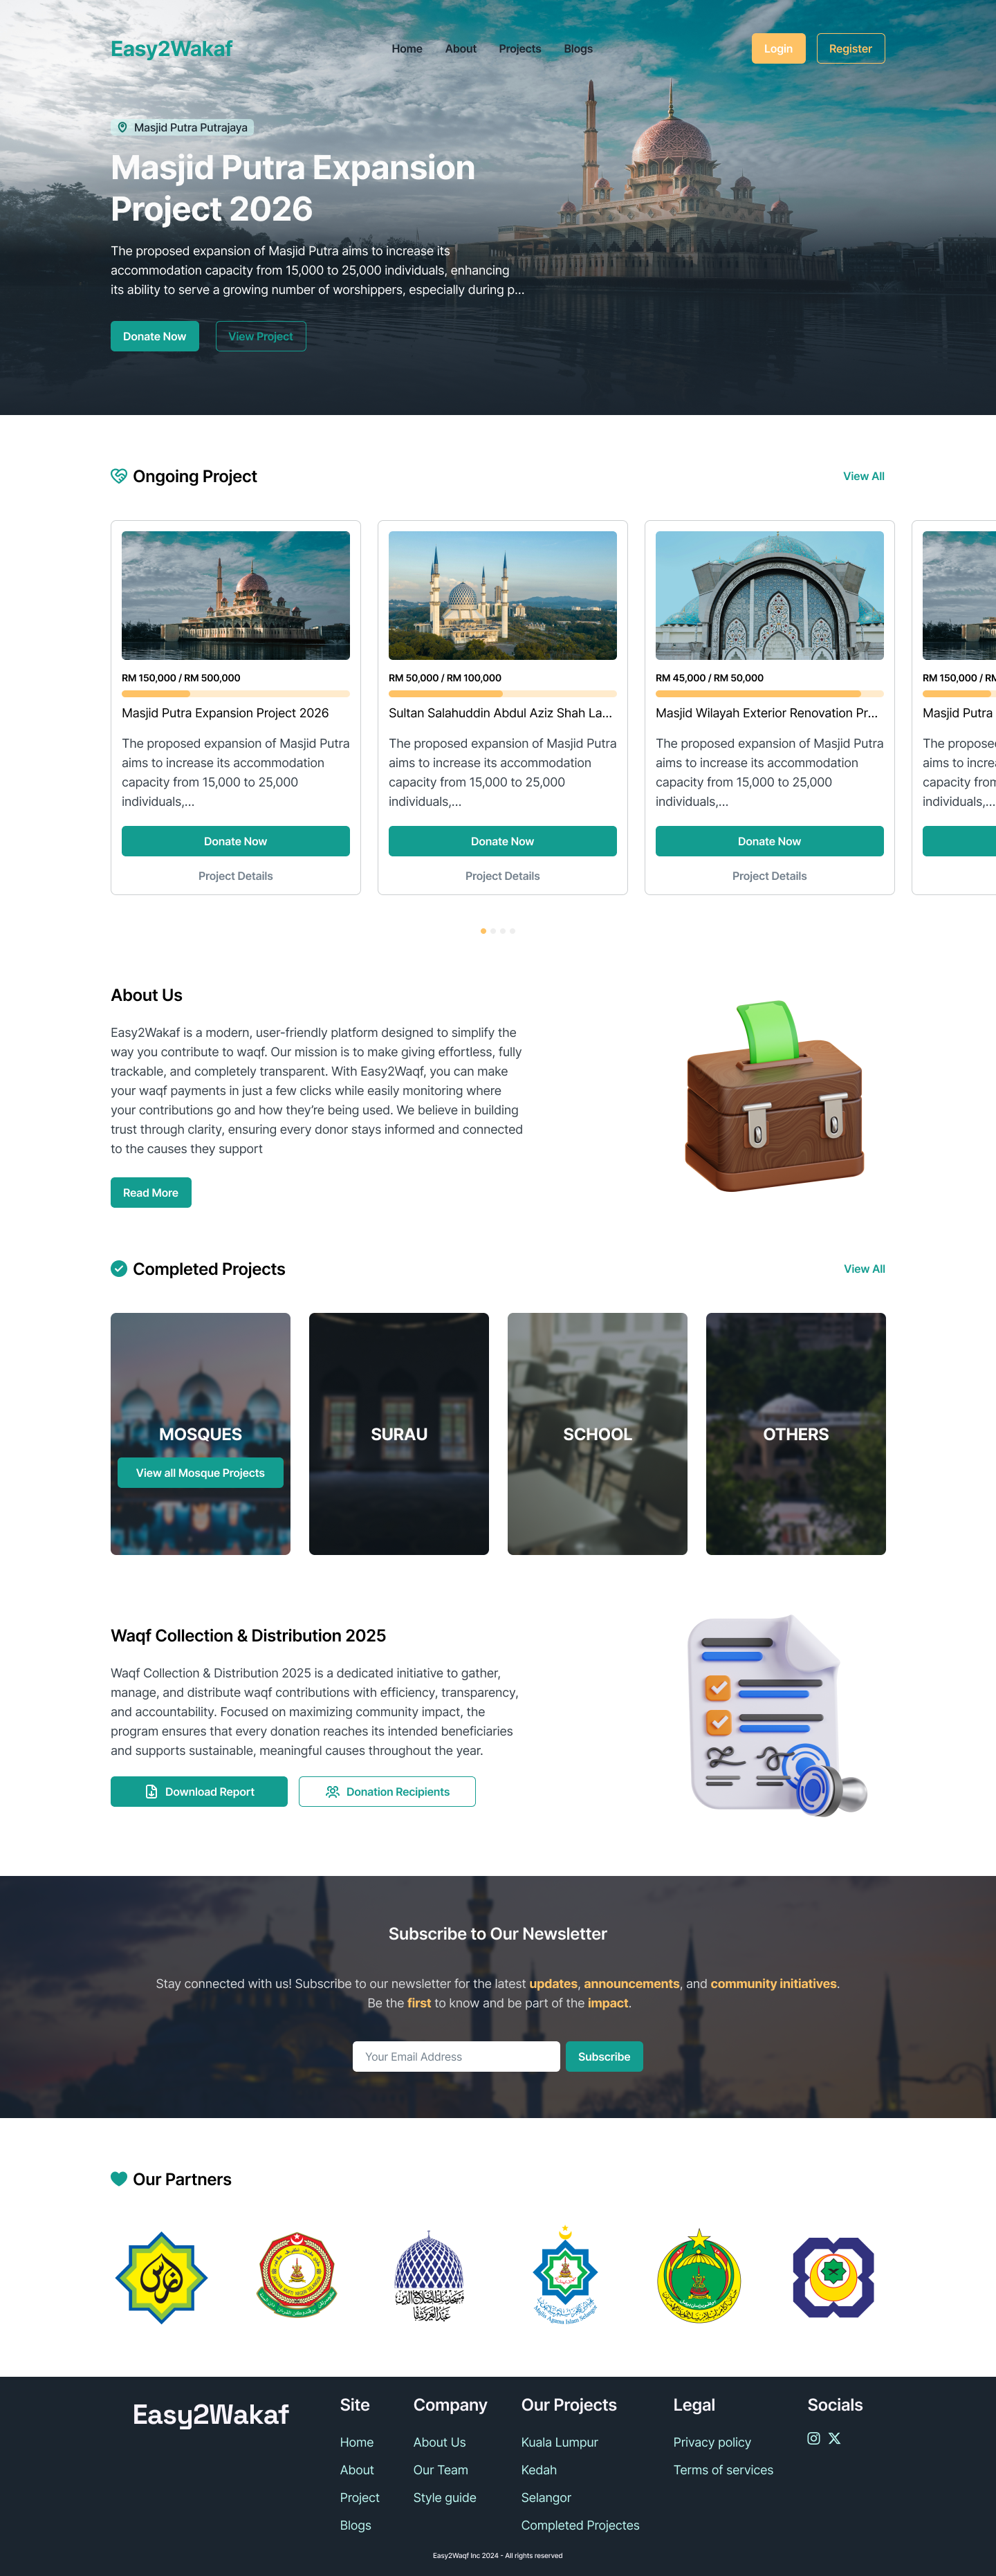 Easy2Wakaf
Home About Projects Blogs
Login Register
Masjid Putra Putrajaya
Masjid Putra Expansion
Project 2026
The proposed expansion of Masjid Putra aims to increase its
accommodation capacity from 15,000 to 25,000 individuals, enhancing
its ability to serve a growing number of worshippers, especially during p...
Donate Now View Project
Ongoing Project
View All
RM 150,000 / RM 500,000
Masjid Putra Expansion Project 2026
The proposed expansion of Masjid Putra
aims to increase its accommodation
capacity from 15,000 to 25,000
individuals,...
Donate Now
Project Details
RM 50,000 / RM 100,000
Sultan Salahuddin Abdul Aziz Shah La...
The proposed expansion of Masjid Putra
aims to increase its accommodation
capacity from 15,000 to 25,000
individuals,...
Donate Now
Project Details
RM 45,000 / RM 50,000
Masjid Wilayah Exterior Renovation Pr...
The proposed expansion of Masjid Putra
aims to increase its accommodation
capacity from 15,000 to 25,000
individuals,...
Donate Now
Project Details
RM 150,000 / RM
Masjid Putra
The propose
aims to incre
capacity from
individuals,...
About Us
Easy2Wakaf is a modern, user-friendly platform designed to simplify the
way you contribute to waqf. Our mission is to make giving effortless, fully
trackable, and completely transparent. With Easy2Waqf, you can make
your waqf payments in just a few clicks while easily monitoring where
your contributions go and how they're being used. We believe in building
trust through clarity, ensuring every donor stays informed and connected
to the causes they support
Read More
Completed Projects
View All
MOSQUES
View all Mosque Projects
SURAU
SCHOOL
OTHERS
Waqf Collection & Distribution 2025
Waqf Collection & Distribution 2025 is a dedicated initiative to gather,
manage, and distribute waqf contributions with efficiency, transparency,
and accountability. Focused on maximizing community impact, the
program ensures that every donation reaches its intended beneficiaries
and supports sustainable, meaningful causes throughout the year.
Download Report Donation Recipients
Subscribe to Our Newsletter
Stay connected with us! Subscribe to our newsletter for the latest updates, announcements, and community initiatives.
Be the first to know and be part of the impact.
Your Email Address
Subscribe
Our Partners
Majlis Agama Islam Selangor
Easy2Wakaf
Site
Home
About
Project
Blogs
Company
About Us
Our Team
Style guide
Our Projects
Kuala Lumpur
Kedah
Selangor
Completed Projectes
Legal
Privacy policy
Terms of services
Socials
Easy2Waqf Inc 2024 - All rights reserved